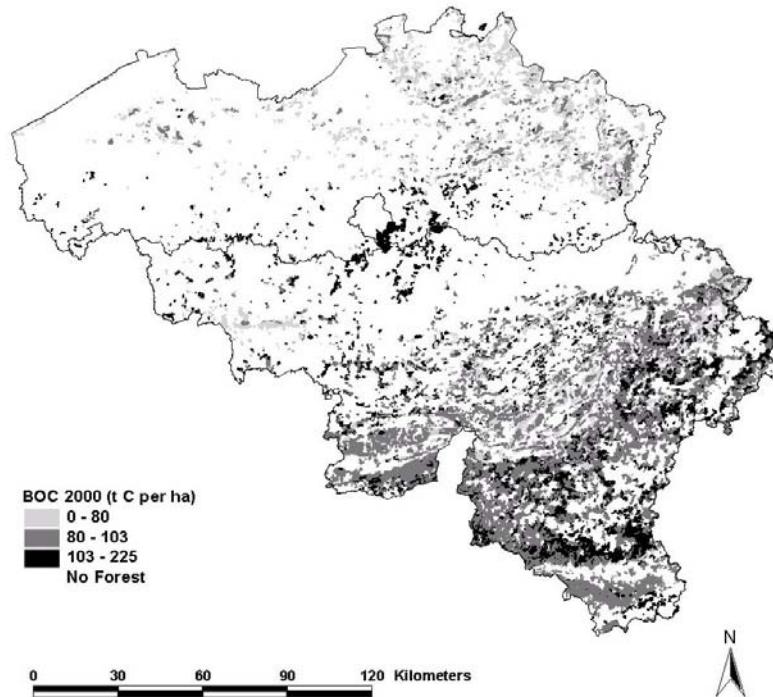 BOC 2000 (t C per ha)
0 - 80
80 - 103
103 - 225
No Forest
N
0 30 60 90 120 Kilometers